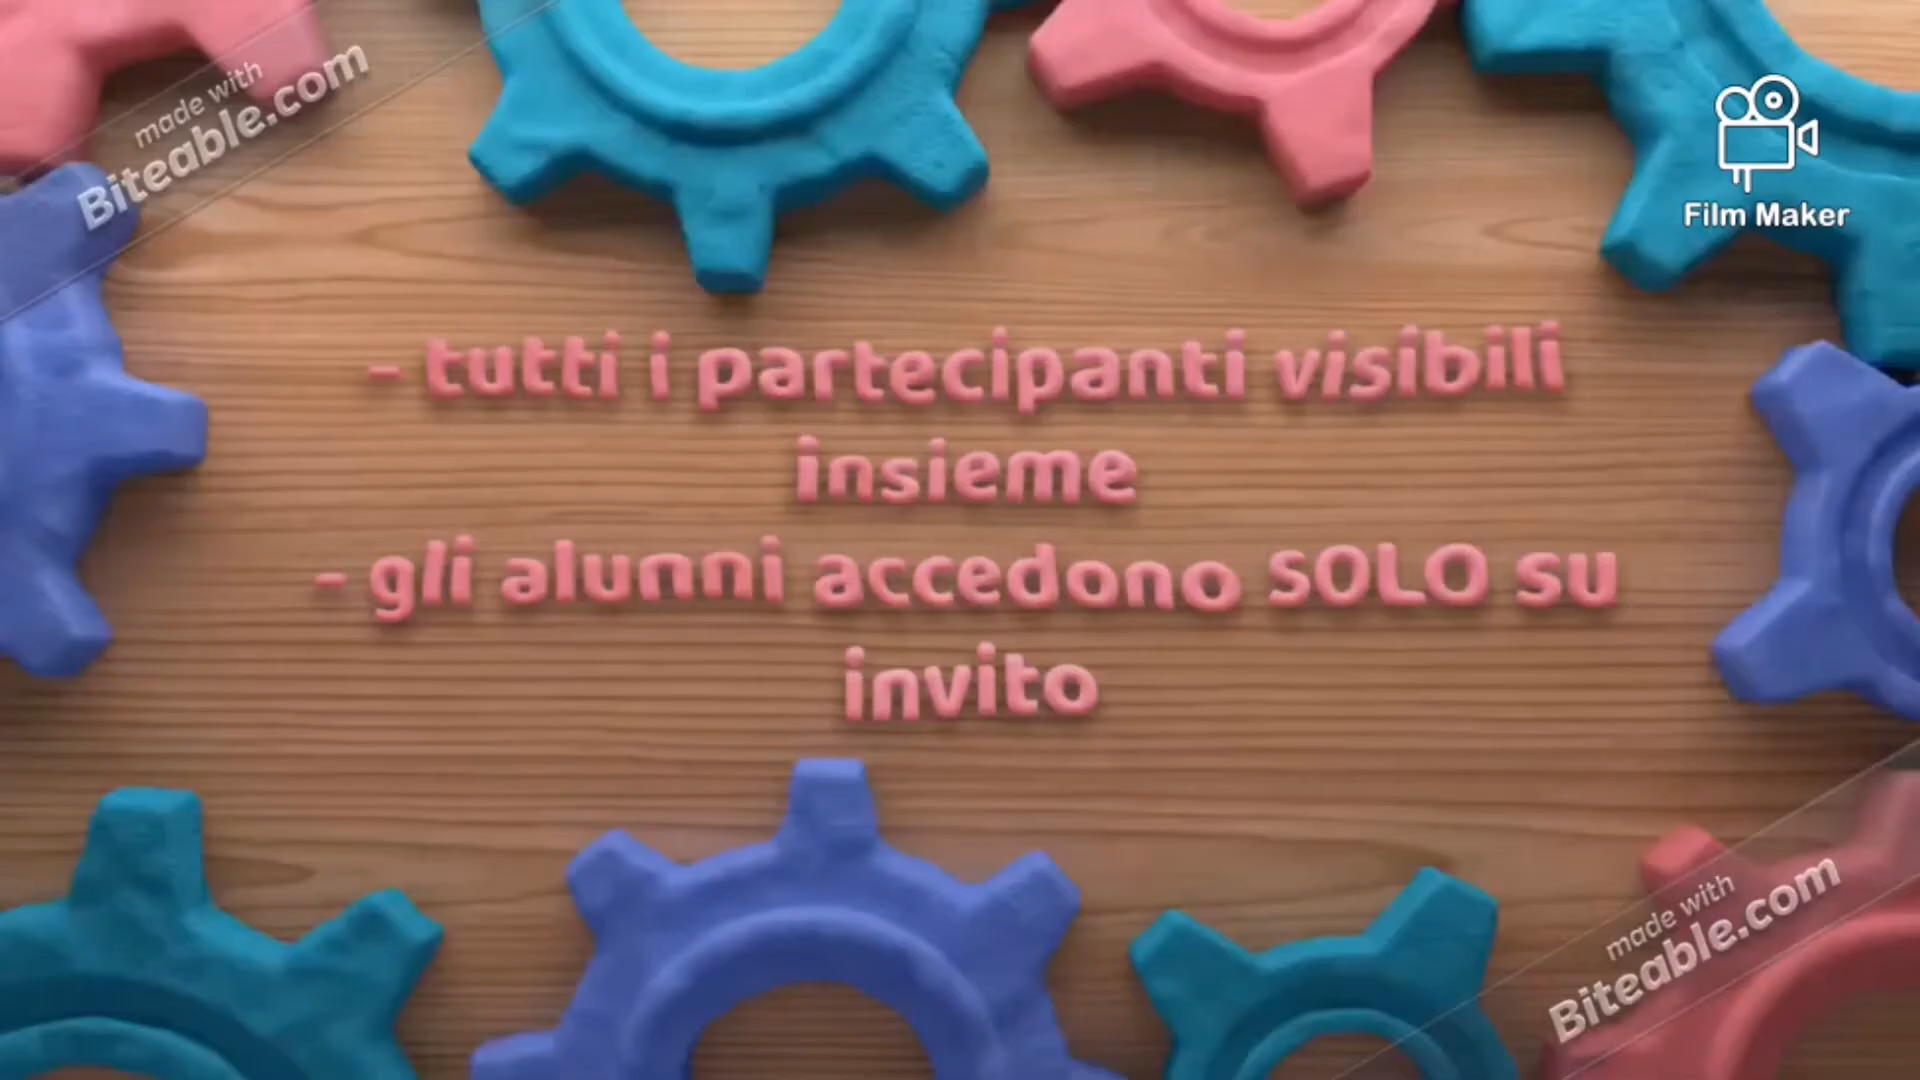 made with
Biteable.com
Film Maker
- tutti i partecipanti visibili
insieme
- gli alunni accedono SOLO su
invito
made with
Biteable.com